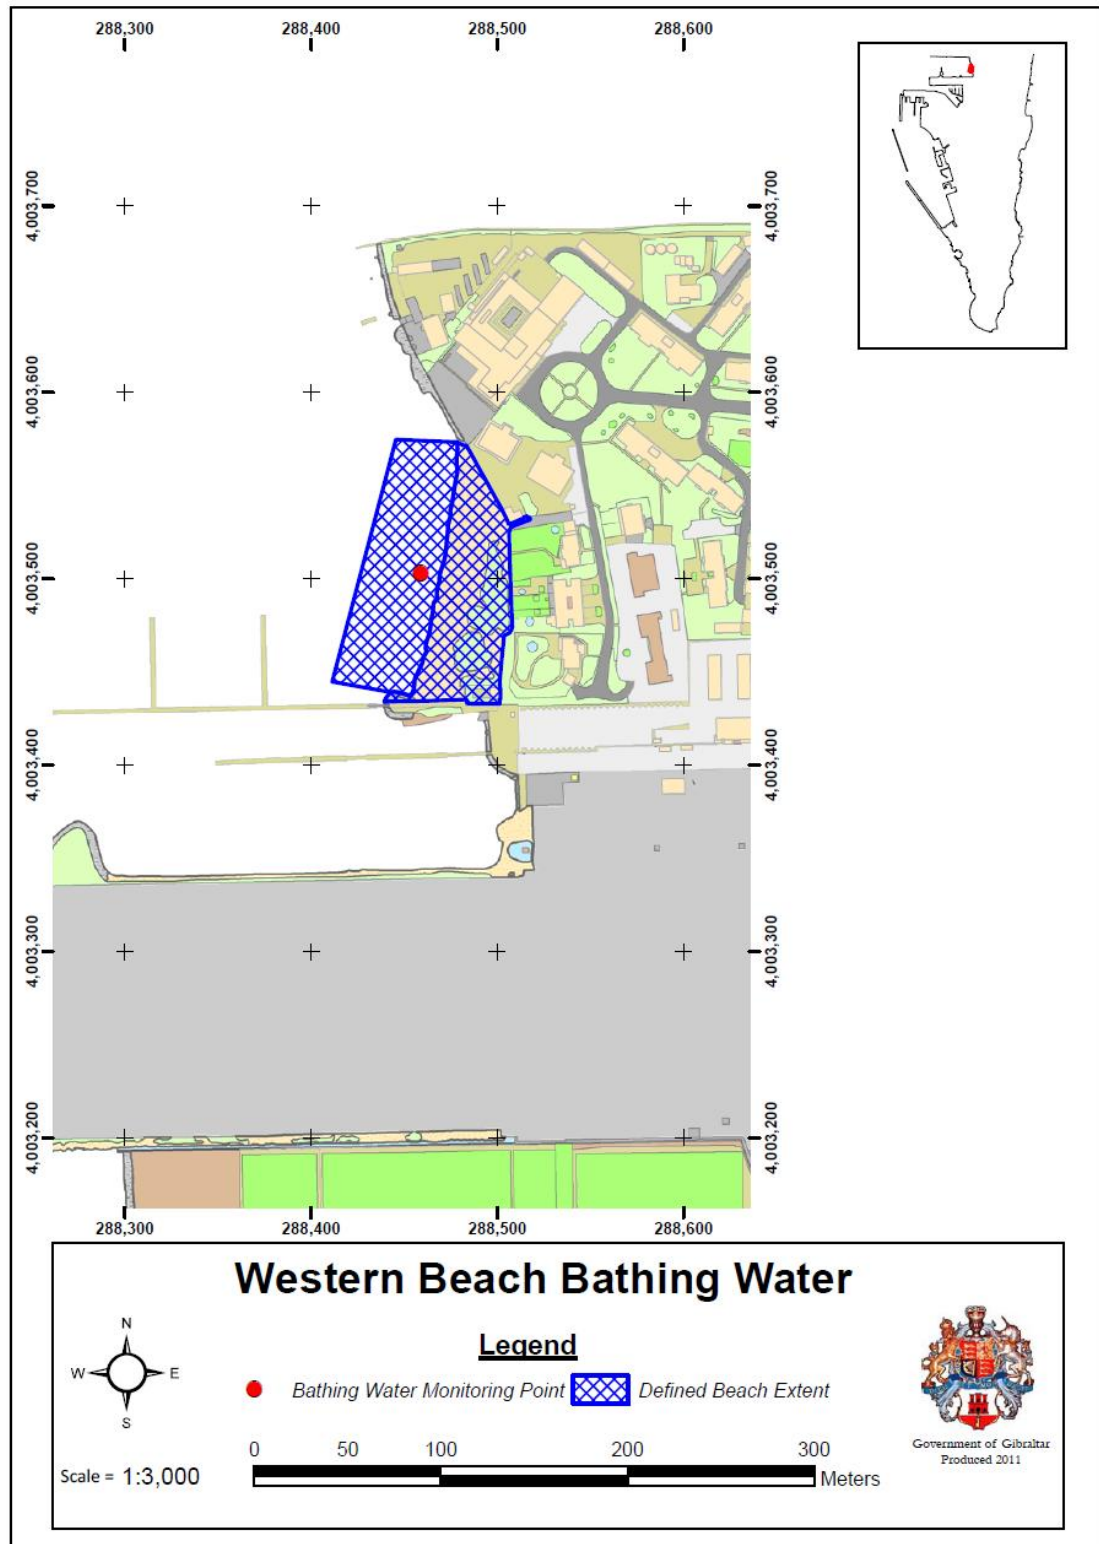 288,300 288,400 288,500 288,600
4,003,700 4,003,700
4,003,600 4,003,600
4,003,500 4,003,500
4,003,400 4,003,400
4,003,300 4,003,300
4,003,200 4,003,200
288,300 288,400 288,500 288,600
Western Beach Bathing Water
N
W E
S
Legend
Bathing Water Monitoring Point Defined Beach Extent
0 50 100 200 300
Meters
Scale = 1:3,000
Government of Gibraltar
Produced 2011